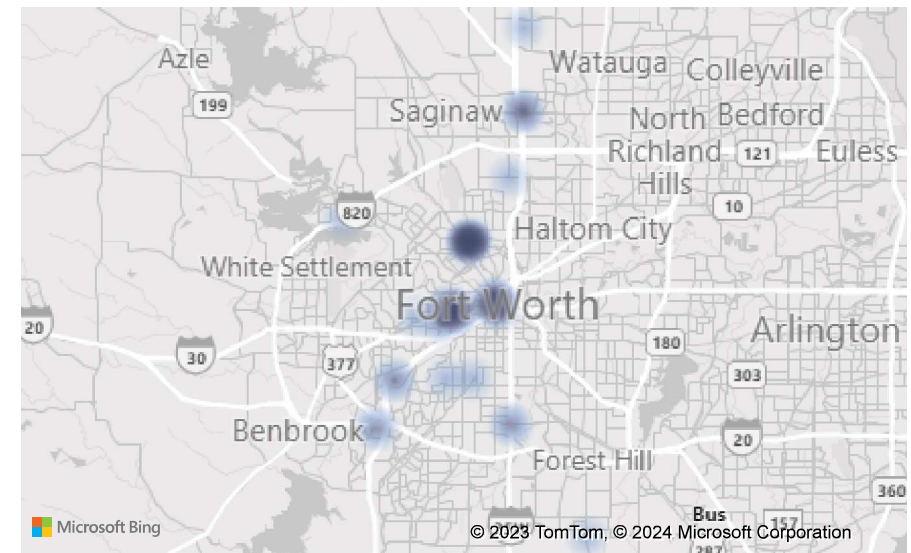 Azle
Watauga
Colleyville
199
Saginaw
North
Bedford
Richland
121
Euless
Hills
820
10
Haltom City
White Settlement
Fort Worth
20
Arlington
30
377
180
303
Benbrook
20
Forest Hill
360
Microsoft Bing
Bus
157
287
© 2023 TomTom, © 2024 Microsoft Corporation